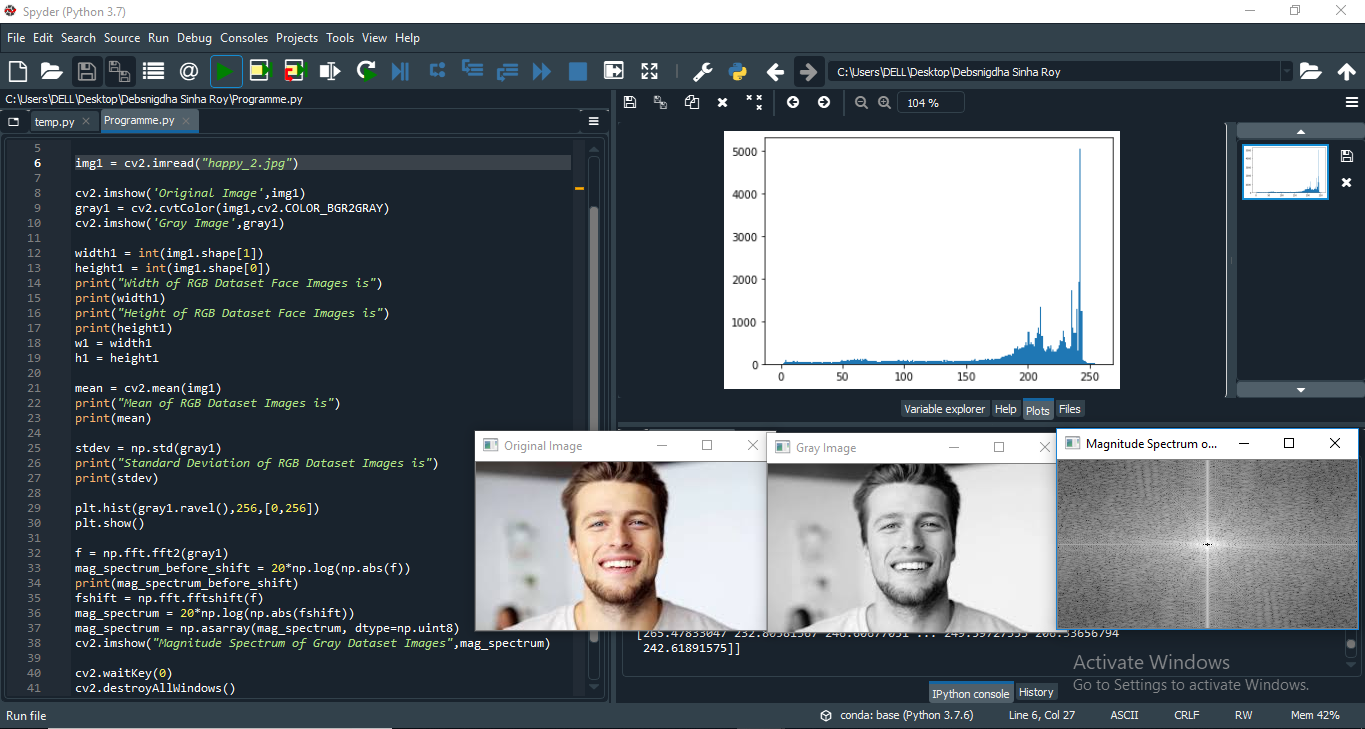 Spyder (Python 3.7)
File Edit Search Source Run Debug Consoles Projects Tools View Help
C:\Users\DELL\Desktop\Debsnigdha Sinha Roy
C:\Users\DELL\Desktop\Debsnigdha Sinha Roy\Programme.py
temp.py Programme.py
5
6 img1 = cv2.imread("happy_2.jpg")
7
8 cv2.imshow('Original Image',img1)
9 gray1 = cv2.cvtColor(img1,cv2.COLOR_BGR2GRAY)
10 cv2.imshow('Gray Image',gray1)
11
12 width1 = int(img1.shape[1])
13 height1 = int(img1.shape[0])
14 print("Width of RGB Dataset Face Images is")
15 print(width1)
16 print("Height of RGB Dataset Face Images is")
17 print(height1)
18 w1 = width1
19 h1 = height1
20
21 mean = cv2.mean(img1)
22 print("Mean of RGB Dataset Images is")
23 print(mean)
24
25 stdev = np.std(gray1)
26 print("Standard Deviation of RGB Dataset Images is")
27 print(stdev)
28
29 plt.hist(gray1.ravel(),256,[0,256])
30 plt.show()
31
32 f = np.fft.fft2(gray1)
33 mag_spectrum_before_shift = 20*np.log(np.abs(f))
34 print(mag_spectrum_before_shift)
35 fshift = np.fft.fftshift(f)
36 mag_spectrum = 20*np.log(np.abs(fshift))
37 mag_spectrum = np.asarray(mag_spectrum, dtype=np.uint8)
38 cv2.imshow("Magnitude Spectrum of Gray Dataset Images",mag_spectrum)
39
40 cv2.waitKey(0)
41 cv2.destroyAllWindows()
104 %
5000
4000
3000
2000
1000
0
0 50 100 150 200 250
Variable explorer Help Plots Files
Original Image
Gray Image
Magnitude Spectrum o...
242.61891575]]
Activate Windows
Go to Settings to activate Windows.
IPython console History
Run file
conda: base (Python 3.7.6) Line 6, Col 27 ASCII CRLF RW Mem 42%